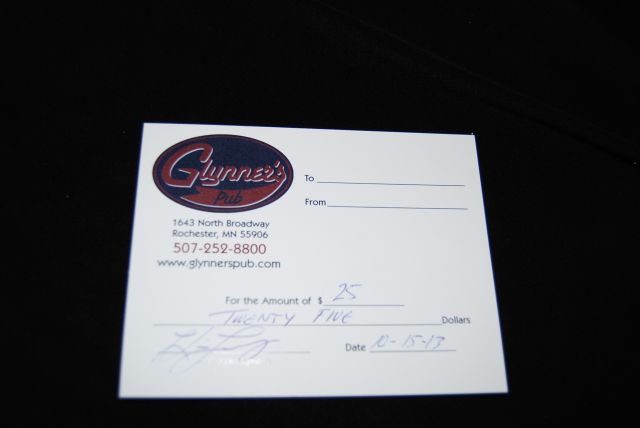 Glynner's
Pub
1643 North Broadway
Rochester, MN 55906
507-252-8800
www.glynnerspub.com
To
From
For the Amount of $ 25
TWENTY FIVE Dollars
Date 10-15-13